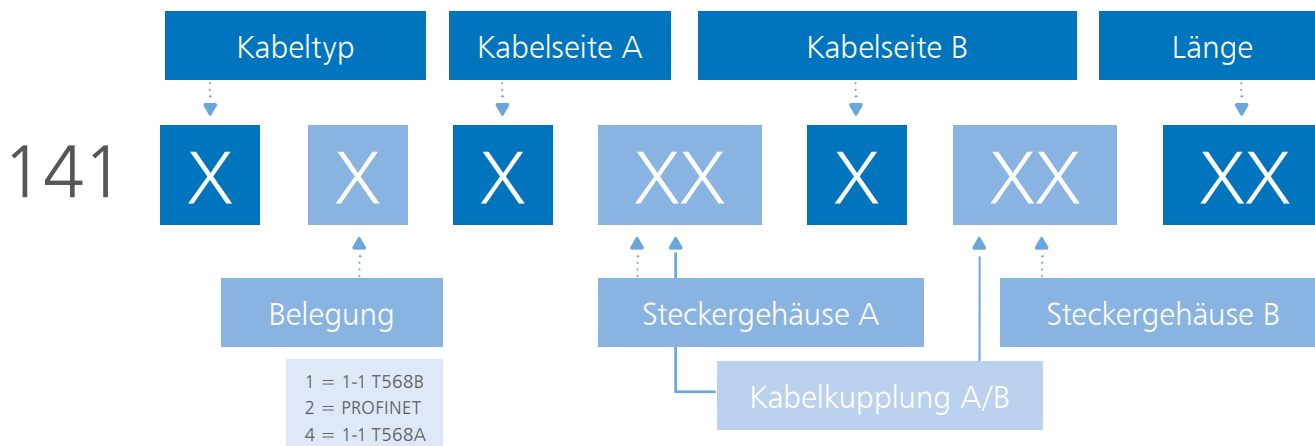 Kabeltyp Kabelseite A Kabelseite B Länge
141 X X X XX X XX XX
Belegung Steckergehäuse A Steckergehäuse B
1 = 1-1 T568B
2 = PROFINET
4 = 1-1 T568A
Kabelkupplung A/B